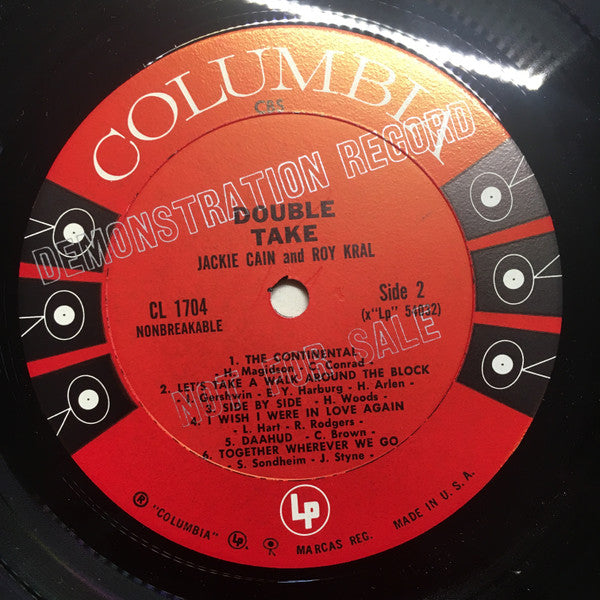 COLUMBIA
CBS
DEMONSTRATION RECORD
DOUBLE
TAKE
JACKIE CAIN and ROY KRAL
CL 1704
NONBREAKABLE
Side 2
(x"Lp" 54032)
NOT FOR SALE
1. THE CONTINENTAL
H. Magidson - C. Conrad
2. LET'S TAKE A WALK AROUND THE BLOCK
I. Gershwin - E. Y. Harburg - H. Arlen -
3. SIDE BY SIDE - H. Woods -
4. I WISH I WERE IN LOVE AGAIN
- L. Hart - R. Rodgers -
5. DAAHUD - C. Brown -
6. TOGETHER WHEREVER WE GO
- S. Sondheim - J. Styne -
Lp
® "COLUMBIA" Lp MARCAS REG. MADE IN U. S. A.